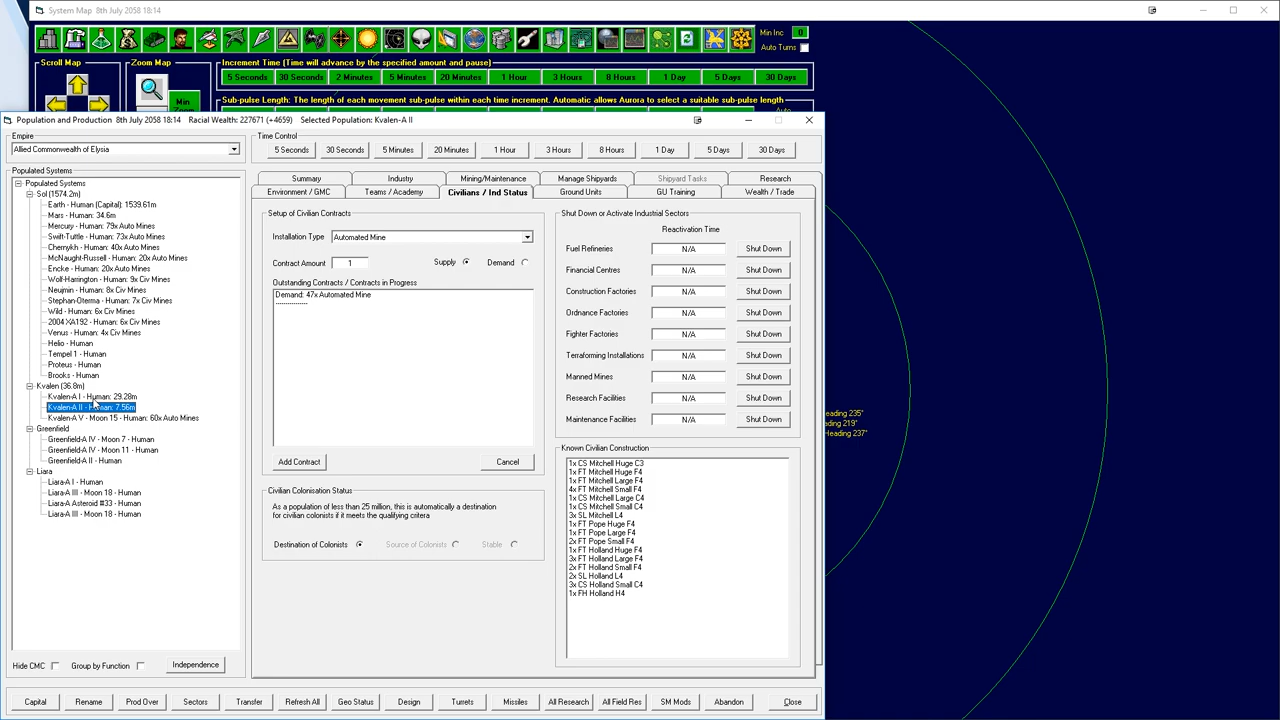 System Map  8th July 2058 18:14
Min Inc 0
Auto Turns
Scroll Map
Zoom Map
Increment Time (Time will advance by the specified amount and pause)
5 Seconds 30 Seconds 2 Minutes 5 Minutes 20 Minutes 1 Hour 3 Hours 8 Hours 1 Day 5 Days 30 Days
Min
Sub-pulse Length: The length of each movement sub-pulse within each time increment. Automatic allows Aurora to select a suitable sub-pulse length
Population and Production  8th July 2058 18:14  Racial Wealth: 227671 (+4659)  Selected Population: Kvalen-A II
Empire
Allied Commonwealth of Elysia
Time Control
5 Seconds 30 Seconds 5 Minutes 20 Minutes 1 Hour 3 Hours 8 Hours 1 Day 5 Days 30 Days
Populated Systems
Populated Systems
Sol (1574.2m)
Earth - Human (Capital): 1539.61m
Mars - Human: 34.6m
Mercury - Human: 79x Auto Mines
Swift-Tuttle - Human: 73x Auto Mines
Chernykh - Human: 40x Auto Mines
McNaught-Russell - Human: 20x Auto Mines
Encke - Human: 20x Auto Mines
Wolf-Harrington - Human: 9x Civ Mines
Neujmin - Human: 8x Civ Mines
Stephan-Oterma - Human: 7x Civ Mines
Wild - Human: 6x Civ Mines
2004 XA192 - Human: 6x Civ Mines
Venus - Human: 4x Civ Mines
Helio - Human
Tempel 1 - Human
Proteus - Human
Brooks - Human
Kvalen (36.8m)
Kvalen-A I - Human: 29.28m
Kvalen-A II - Human: 7.56m
Kvalen-A V - Moon 15 - Human: 60x Auto Mines
Greenfield
Greenfield-A IV - Moon 7 - Human
Greenfield-A IV - Moon 11 - Human
Greenfield-A II - Human
Liara
Liara-A I - Human
Liara-A III - Moon 18 - Human
Liara-A Asteroid #33 - Human
Liara-A III - Moon 18 - Human
Hide CMC Group by Function Independence
Summary Industry Mining/Maintenance Manage Shipyards Shipyard Tasks Research
Environment / GMC Teams / Academy Civilians / Ind Status Ground Units GU Training Wealth / Trade
Setup of Civilian Contracts
Installation Type Automated Mine
Contract Amount 1 Supply Demand
Outstanding Contracts / Contracts in Progress
Demand: 47x Automated Mine
---------------
Add Contract Cancel
Civilian Colonisation Status
As a population of less than 25 million, this is automatically a destination
for civilian colonists if it meets the qualifying critera
Destination of Colonists Source of Colonists Stable
Shut Down or Activate Industrial Sectors
Reactivation Time
Fuel Refineries N/A Shut Down
Financial Centres N/A Shut Down
Construction Factories N/A Shut Down
Ordnance Factories N/A Shut Down
Fighter Factories N/A Shut Down
Terraforming Installations N/A Shut Down
Manned Mines N/A Shut Down
Research Facilities N/A Shut Down
Maintenance Facilities N/A Shut Down
Known Civilian Construction
1x CS Mitchell Huge C3
1x FT Mitchell Huge F4
1x FT Mitchell Large F4
4x FT Mitchell Small F4
1x CS Mitchell Large C4
1x CS Mitchell Small C4
3x SL Mitchell L4
1x FT Pope Huge F4
1x FT Pope Large F4
2x FT Pope Small F4
1x FT Holland Huge F4
3x FT Holland Large F4
2x FT Holland Small F4
2x SL Holland L4
3x CS Holland Small C4
1x FH Holland H4
eading 235°
ding 219°
Heading 237°
Capital Rename Prod Over Sectors Transfer Refresh All Geo Status Design Turrets Missiles All Research All Field Res SM Mods Abandon Close